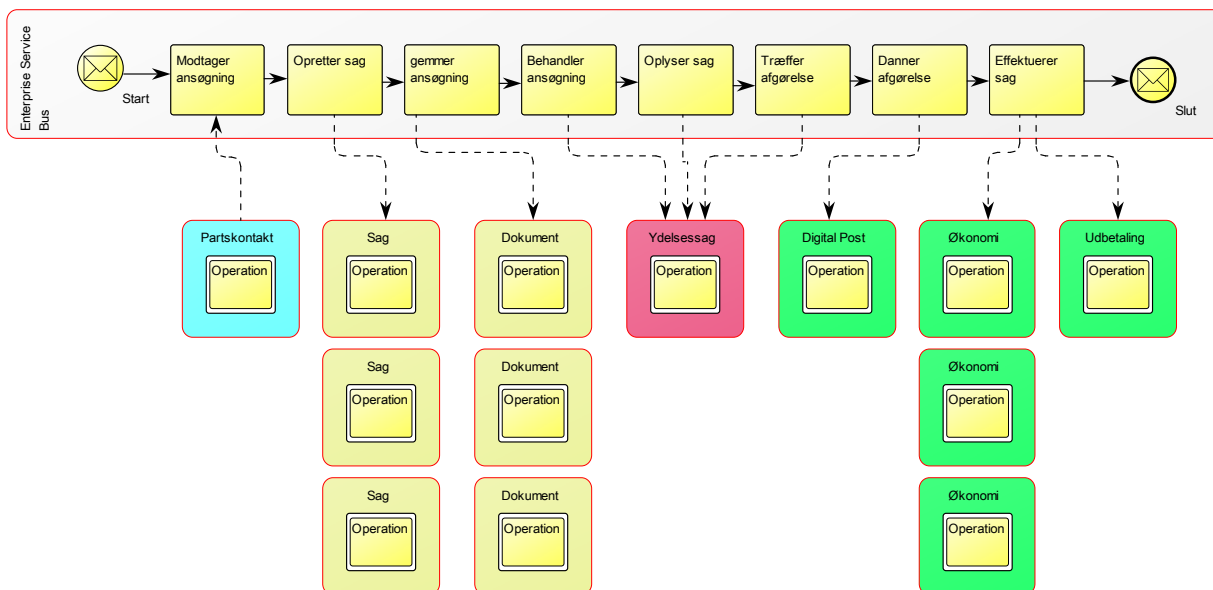 Enterprise Service
Bus
Start
Modtager
ansøgning
Opretter sag
gemmer
ansøgning
Behandler
ansøgning
Oplyser sag
Træffer
afgørelse
Danner
afgørelse
Effektuerer
sag
Slut
Partskontakt
Operation
Sag
Operation
Dokument
Operation
Ydelsessag
Operation
Digital Post
Operation
Økonomi
Operation
Udbetaling
Operation
Sag
Operation
Dokument
Operation
Økonomi
Operation
Sag
Operation
Dokument
Operation
Økonomi
Operation